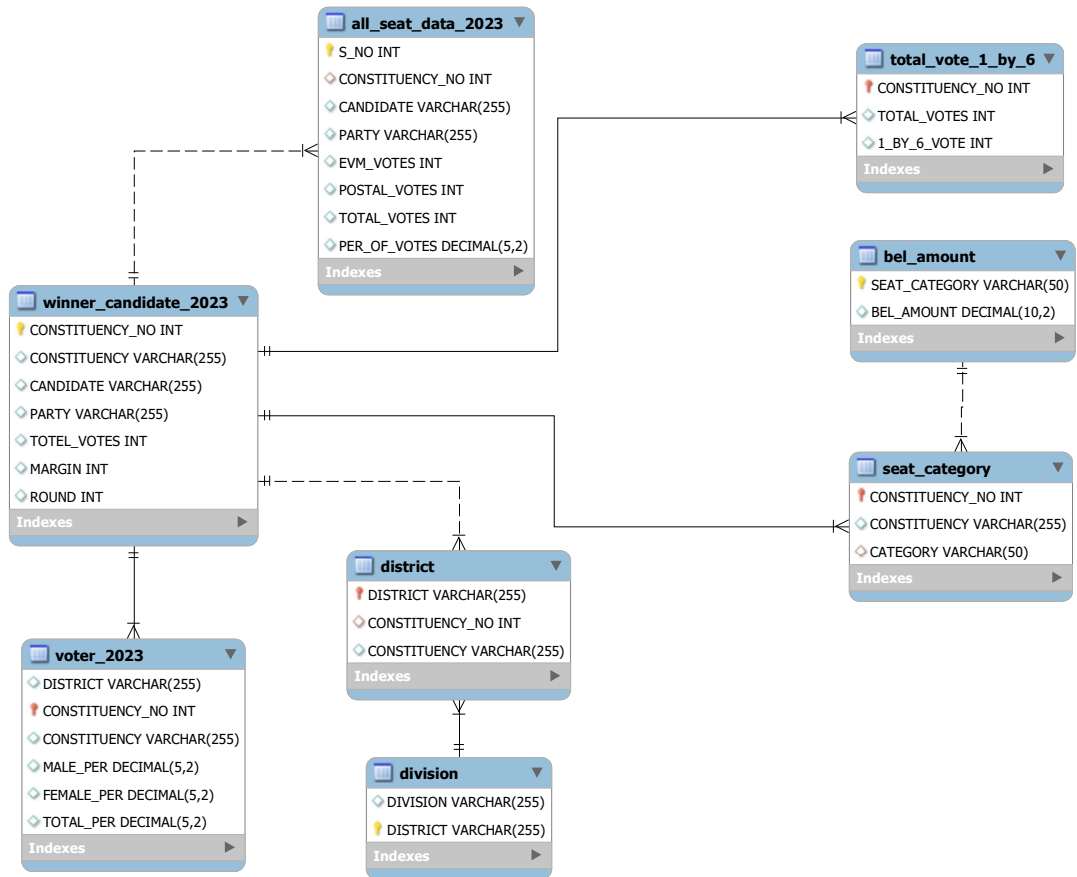 all_seat_data_2023
S_NO INT
CONSTITUENCY_NO INT
CANDIDATE VARCHAR(255)
PARTY VARCHAR(255)
EVM_VOTES INT
POSTAL_VOTES INT
TOTAL_VOTES INT
PER_OF_VOTES DECIMAL(5,2)
Indexes
total_vote_1_by_6
CONSTITUENCY_NO INT
TOTAL_VOTES INT
1_BY_6_VOTE INT
Indexes
bel_amount
SEAT_CATEGORY VARCHAR(50)
BEL_AMOUNT DECIMAL(10,2)
Indexes
winner_candidate_2023
CONSTITUENCY_NO INT
CONSTITUENCY VARCHAR(255)
CANDIDATE VARCHAR(255)
PARTY VARCHAR(255)
TOTEL_VOTES INT
MARGIN INT
ROUND INT
Indexes
seat_category
CONSTITUENCY_NO INT
CONSTITUENCY VARCHAR(255)
CATEGORY VARCHAR(50)
Indexes
district
DISTRICT VARCHAR(255)
CONSTITUENCY_NO INT
CONSTITUENCY VARCHAR(255)
Indexes
voter_2023
DISTRICT VARCHAR(255)
CONSTITUENCY_NO INT
CONSTITUENCY VARCHAR(255)
MALE_PER DECIMAL(5,2)
FEMALE_PER DECIMAL(5,2)
TOTAL_PER DECIMAL(5,2)
Indexes
division
DIVISION VARCHAR(255)
DISTRICT VARCHAR(255)
Indexes